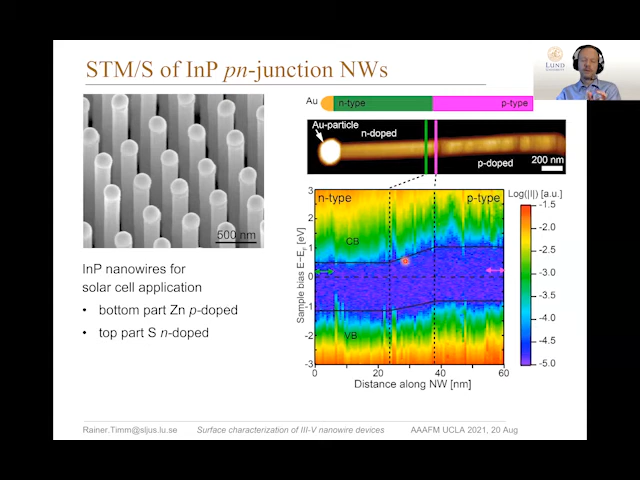 STM/S of InP pn-junction NWs
LUND
UNIVERSITY
Au
n-type
p-type
Au-particle
n-doped
p-doped
200 nm
500 nm
InP nanowires for
solar cell application
• bottom part Zn p-doped
• top part S n-doped
n-type
p-type
CB
VB
Sample bias E−EF [eV]
3
2
1
0
-1
-2
-3
0
20
40
60
Distance along NW [nm]
Log(|I|) [a.u.]
-1.5
-2.0
-2.5
-3.0
-3.5
-4.0
-4.5
-5.0
Rainer.Timm@sljus.lu.se
Surface characterization of III-V nanowire devices
AAAFM UCLA 2021, 20 Aug